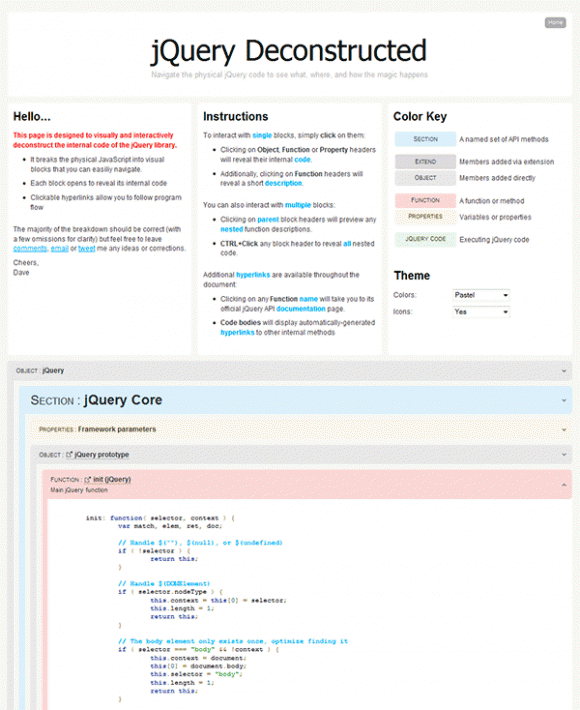 Home
jQuery Deconstructed
Navigate the physical jQuery code to see what, where, and how the magic happens
Hello...
This page is designed to visually and interactively
deconstruct the internal code of the jQuery library.
It breaks the physical JavaScript into visual
blocks that you can easily navigate.
Each block opens to reveal its internal code
Clickable hyperlinks allow you to follow program
flow
The majority of the breakdown should be correct (with
a few omissions for clarity) but feel free to leave
comments, email or tweet me any ideas or corrections.
Cheers,
Dave
Instructions
To interact with single blocks, simply click on them:
Clicking on Object, Function or Property headers
will reveal their internal code.
Additionally, clicking on Function headers will
reveal a short description.
You can also interact with multiple blocks:
Clicking on parent block headers will preview any
nested function descriptions.
CTRL+Click any block header to reveal all nested
code.
Additional hyperlinks are available throughout the
document:
Clicking on any Function name will take you to its
official jQuery API documentation page.
Code bodies will display automatically-generated
hyperlinks to other internal methods
Color Key
SECTION A named set of API methods
EXTEND Members added via extension
OBJECT Members added directly
FUNCTION A function or method
PROPERTIES Variables or properties
JQUERY CODE Executing jQuery code
Theme
Colors: Pastel
Icons: Yes
OBJECT : jQuery
SECTION : jQuery Core
PROPERTIES : Framework parameters
OBJECT : jQuery prototype
FUNCTION : init (jQuery)
Main jQuery function
init: function( selector, context ) {
var match, elem, ret, doc;
// Handle $(""), $(null), or $(undefined)
if ( !selector ) {
return this;
}
// Handle $(DOMElement)
if ( selector.nodeType ) {
this.context = this[0] = selector;
this.length = 1;
return this;
}
// The body element only exists once, optimize finding it
if ( selector === "body" && !context ) {
this.context = document;
this[0] = document.body;
this.selector = "body";
this.length = 1;
return this;
}